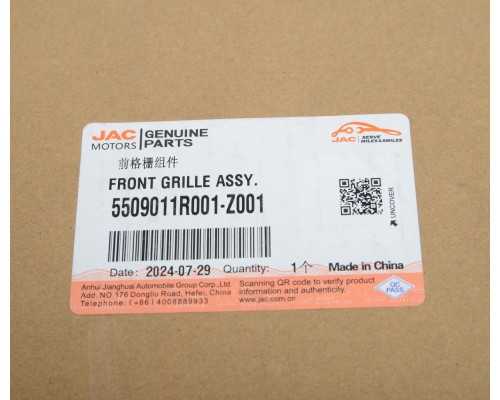 JAC MOTORS | GENUINE PARTS
JAC | SERVE MILES&SMILES
前格栅组件
FRONT GRILLE ASSY.
5509011R001-Z001
UNCOVER
Date: 2024-07-29 Quantity: 1个 Made in China
Anhui Jianghuai Automobile Group Corp.,Ltd.
Add: NO.176 Dongliu Road, Hefei, China
Telephone: (+86)4008889933
Scanning QR code to verify product
information and authenticity.
www.jac.com.cn
QC
PASS